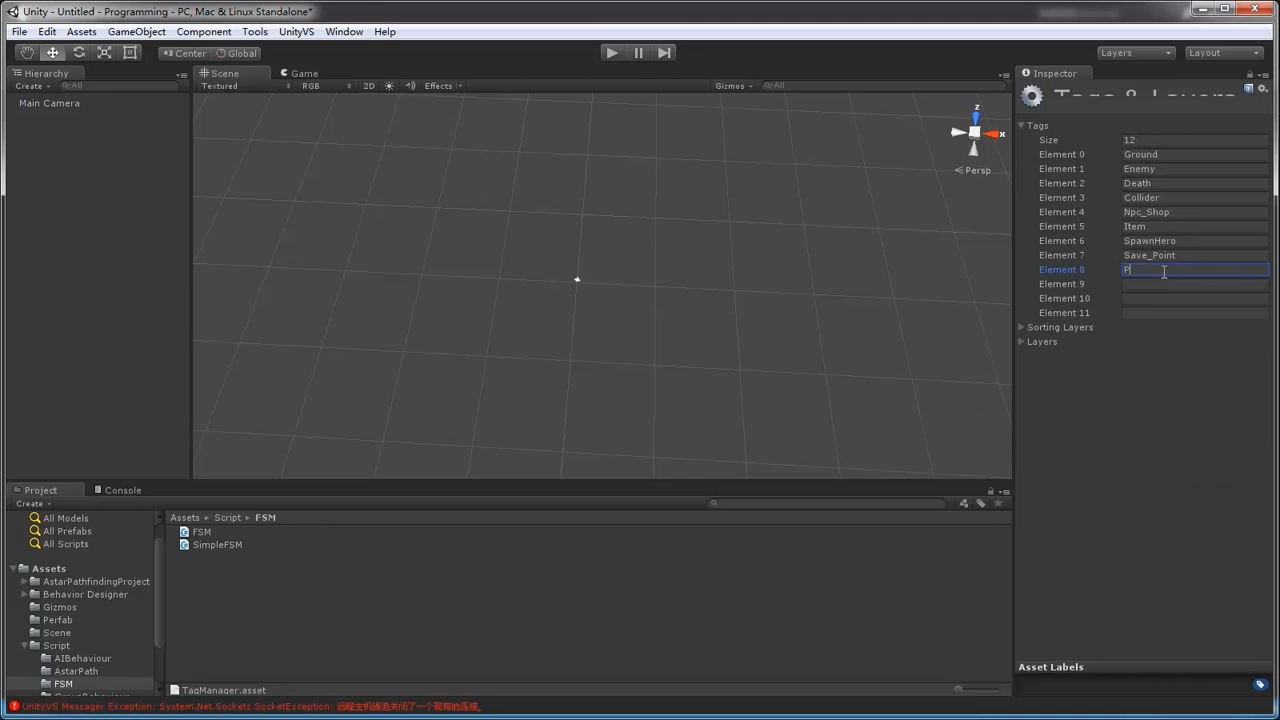 Unity - Untitled - Programming - PC, Mac & Linux Standalone*
File Edit Assets GameObject Component Tools UnityVS Window Help
Center Global Layers Layout
Hierarchy Scene Game Inspector
Create All Textured RGB 2D Effects Gizmos All
Main Camera
Tags & Layers
z
x
Persp
Tags
Size 12
Element 0 Ground
Element 1 Enemy
Element 2 Death
Element 3 Collider
Element 4 Npc_Shop
Element 5 Item
Element 6 SpawnHero
Element 7 Save_Point
Element 8 P
Element 9
Element 10
Element 11
Sorting Layers
Layers
Project Console
Create
All Models
All Prefabs
All Scripts
Assets
AstarPathfindingProject
Behavior Designer
Gizmos
Perfab
Scene
Script
AIBehaviour
AstarPath
FSM
Assets Script FSM
FSM
SimpleFSM
TagManager.asset
Asset Labels
UnityVS Messager Exception: System.Net.Sockets.SocketException: 远程主机强迫关闭了一个现有的连接。